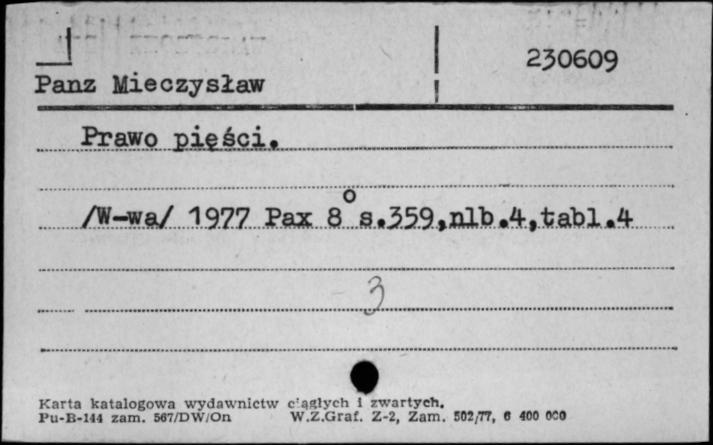 230609
Panz Mieczysław
Prawo pięści.
/W-wa/ 1977 Pax 8° s.359,nlb.4,tabl.4
3
Karta katalogowa wydawnictw ciągłych i zwartych.
Pu-B-144 zam. 567/DW/On W.Z.Graf. Z-2, Zam. 502/77, 6 400 000